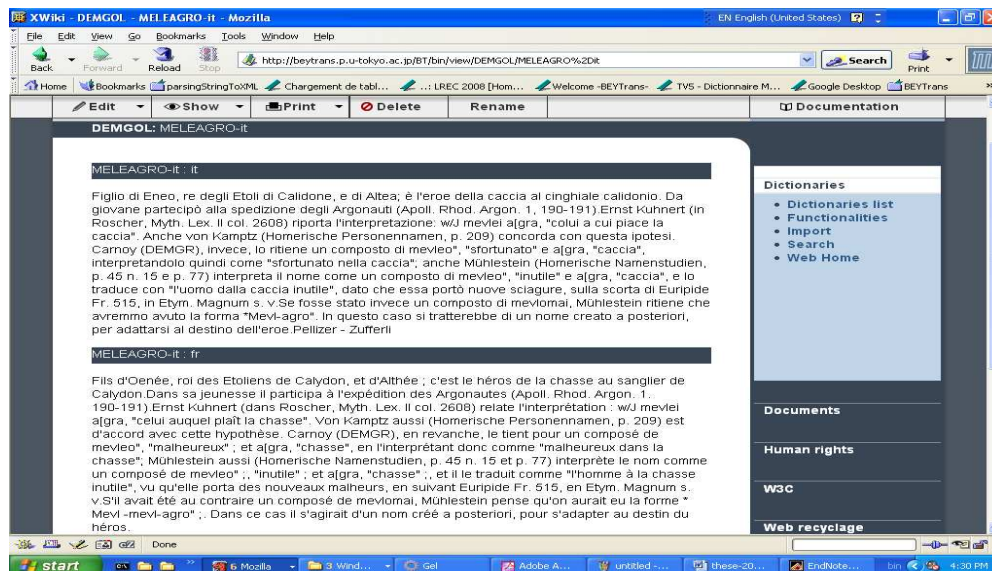 XWiki - DEMGOL - MELEAGRO-it - Mozilla
EN English (United States)
File Edit View Go Bookmarks Tools Window Help
Back Forward Reload Stop http://beytrans.p.u-tokyo.ac.jp/BT/bin/view/DEMGOL/MELEAGRO%2Dit Search Print
Home Bookmarks parsingStringToXML Chargement de tabl... ..: LREC 2008 [Hom... Welcome -BEYTrans- TV5 - Dictionnaire M... Google Desktop BEYTrans
Edit Show Print Delete Rename Documentation
DEMGOL: MELEAGRO-it
MELEAGRO-it : it
Figlio di Eneo, re degli Etoli di Calidone, e di Altea; è l'eroe della caccia al cinghiale calidonio. Da
giovane partecipò alla spedizione degli Argonauti (Apoll. Rhod. Argon. 1, 190-191).Ernst Kuhnert (in
Roscher, Myth. Lex. II col. 2608) riporta l'interpretazione: w/J mevlei a[gra, "colui a cui piace la
caccia". Anche von Kamptz (Homerische Personennamen, p. 209) concorda con questa ipotesi.
Carnoy (DEMGR), invece, lo ritiene un composto di mevleo", "sfortunato" e a[gra, "caccia",
interpretandolo quindi come "sfortunato nella caccia"; anche Mühlestein (Homerische Namenstudien,
p. 45 n. 15 e p. 77) interpreta il nome come un composto di mevleo", "inutile" e a[gra, "caccia", e lo
traduce con "l'uomo dalla caccia inutile", dato che essa portò nuove sciagure, sulla scorta di Euripide
Fr. 515, in Etym. Magnum s. v.Se fosse stato invece un composto di mevlomai, Mühlestein ritiene che
avremmo avuto la forma *Mevl-agro". In questo caso si tratterebbe di un nome creato a posteriori,
per adattarsi al destino dell'eroe.Pellizer - Zufferli
MELEAGRO-it : fr
Fils d'Oenée, roi des Etoliens de Calydon, et d'Althée ; c'est le héros de la chasse au sanglier de
Calydon.Dans sa jeunesse il participa à l'expédition des Argonautes (Apoll. Rhod. Argon. 1.
190-191).Ernst Kuhnert (dans Roscher, Myth. Lex. II col. 2608) relate l'interprétation : w/J mevlei
a[gra, "celui auquel plaît la chasse". Von Kamptz aussi (Homerische Personennamen, p. 209) est
d'accord avec cette hypothèse. Carnoy (DEMGR), en revanche, le tient pour un composé de
mevleo", "malheureux" ; et a[gra, "chasse", en l'interprétant donc comme "malheureux dans la
chasse"; Mühlestein aussi (Homerische Namenstudien, p. 45 n. 15 et p. 77) interprète le nom comme
un composé de mevleo" ;, "inutile" ; et a[gra, "chasse" ;, et il le traduit comme "l'homme à la chasse
inutile", vu qu'elle porta des nouveaux malheurs, en suivant Euripide Fr. 515, en Etym. Magnum s.
v.S'il avait été au contraire un composé de mevlomai, Mühlestein pense qu'on aurait eu la forme *
Mevl -mevl-agro" ;. Dans ce cas il s'agirait d'un nom créé a posteriori, pour s'adapter au destin du
héros.
Dictionaries
Dictionaries list
Functionalities
Import
Search
Web Home
Documents
Human rights
W3C
Web recyclage
Done
start 6 Mozilla 3 Wind... Gel Adobe A... untitled -... these-20... EndNote... bin 4:30 PM